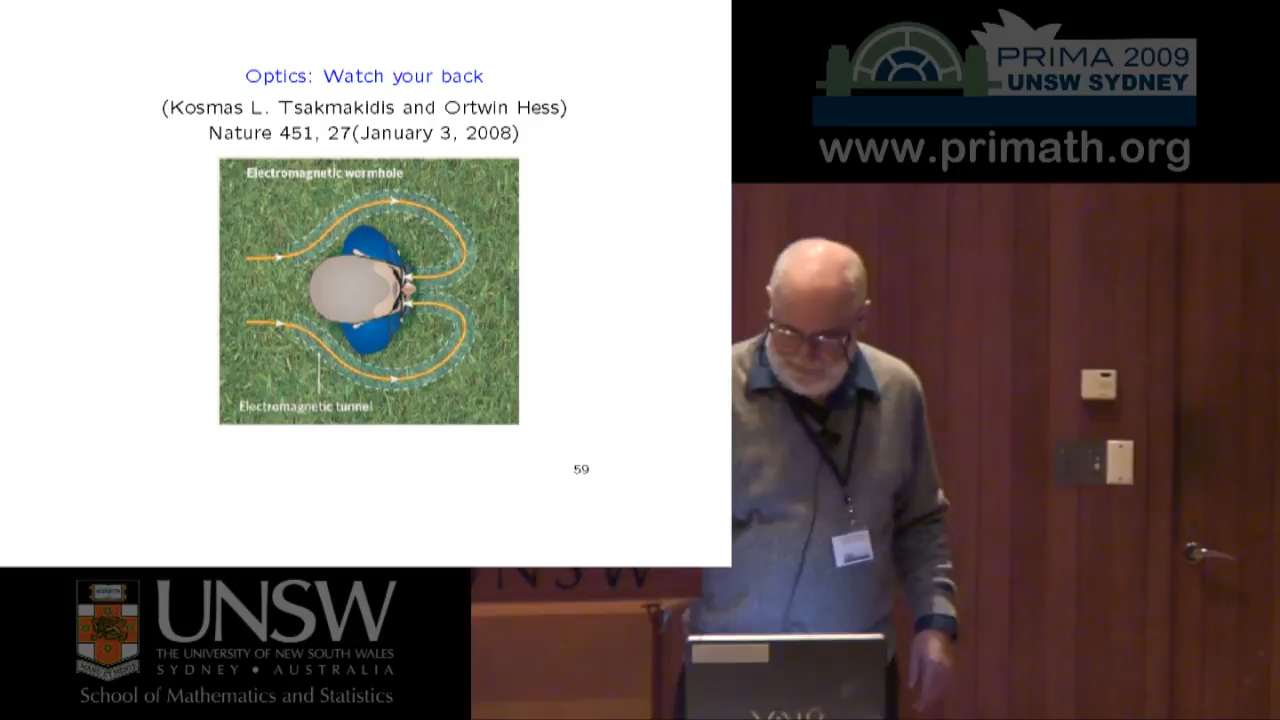 Optics: Watch your back
(Kosmas L. Tsakmakidis and Ortwin Hess)
Nature 451, 27(January 3, 2008)
Electromagnetic wormhole
Electromagnetic tunnel
59
PRIMA 2009
UNSW SYDNEY
www.primath.org
UNSW
THE UNIVERSITY OF NEW SOUTH WALES
SYDNEY • AUSTRALIA
School of Mathematics and Statistics
UNSW
VAIO